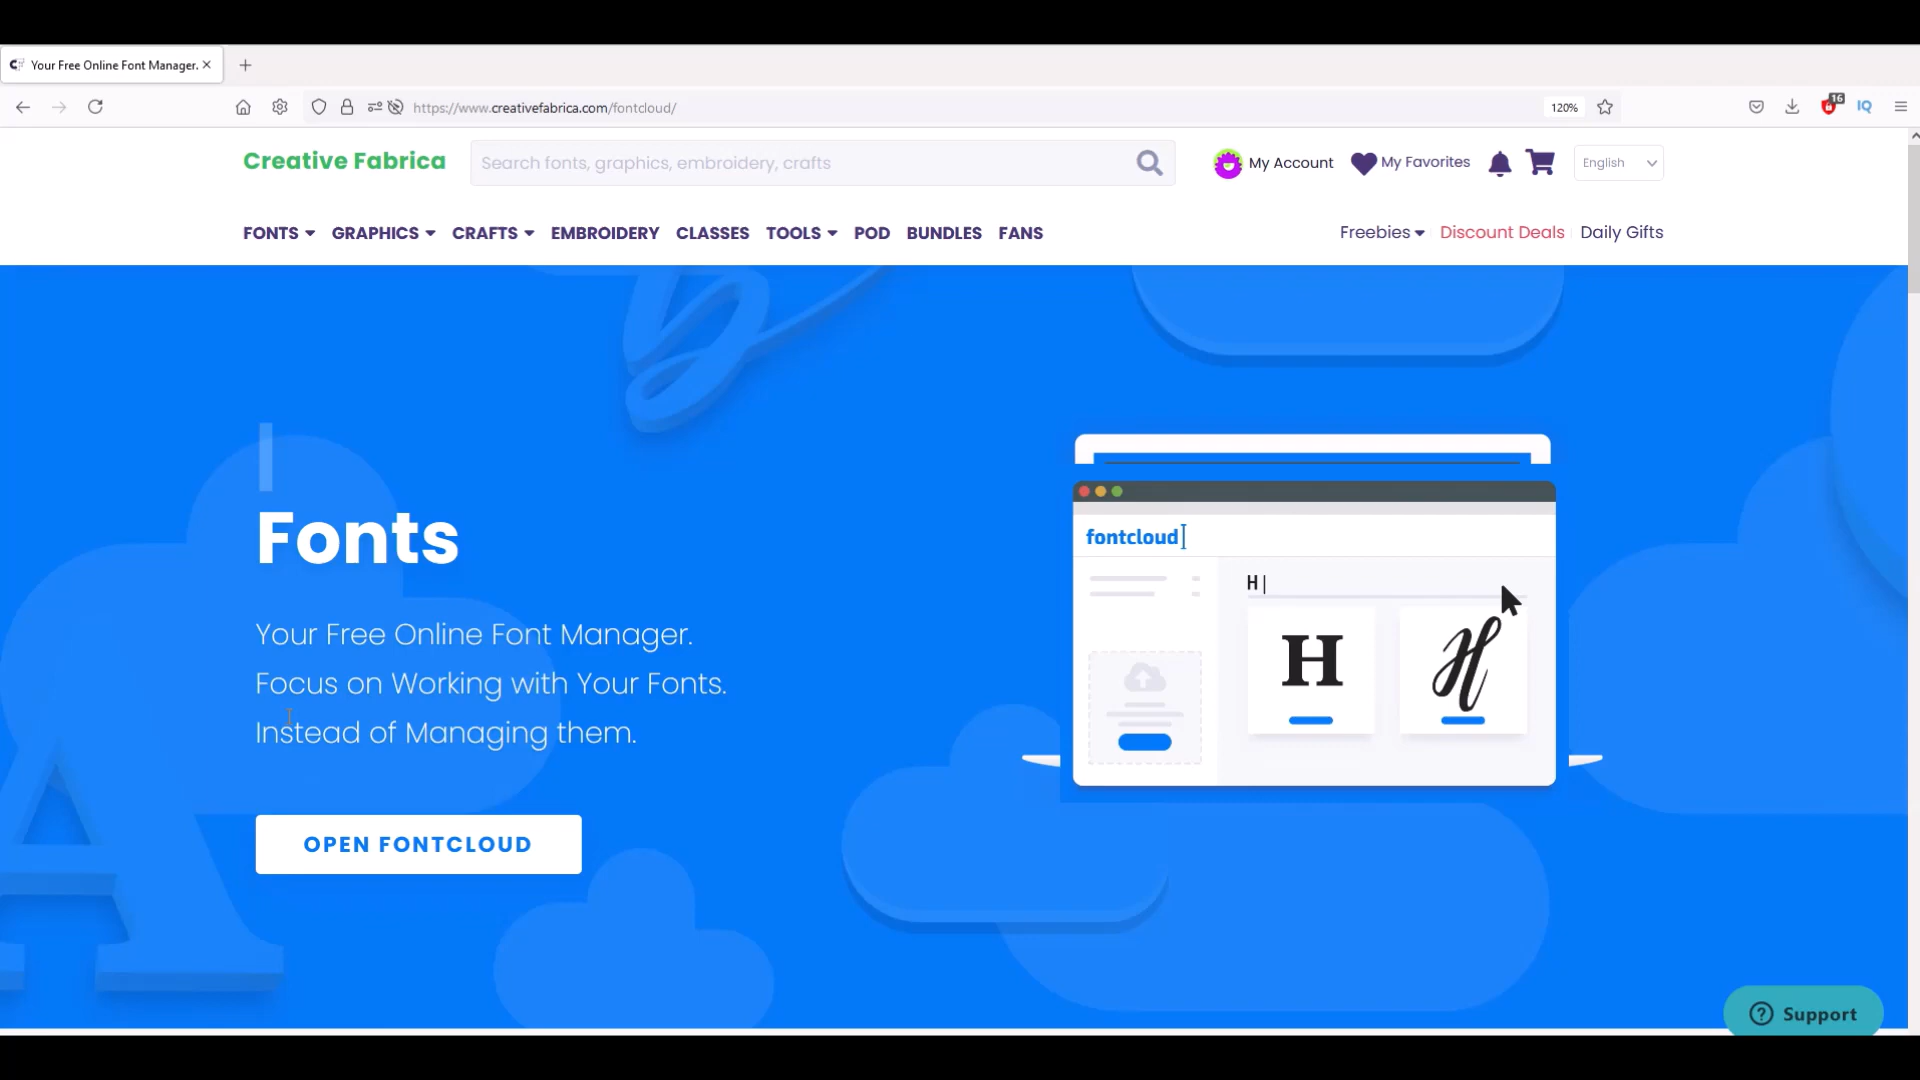 Your Free Online Font Manager.
https://www.creativefabrica.com/fontcloud/
120%
16
IQ
Creative Fabrica
Search fonts, graphics, embroidery, crafts
My Account
My Favorites
English
FONTS GRAPHICS CRAFTS EMBROIDERY CLASSES TOOLS POD BUNDLES FANS
Freebies Discount Deals Daily Gifts
Fonts
Your Free Online Font Manager.
Focus on Working with Your Fonts.
Instead of Managing them.
OPEN FONTCLOUD
fontcloud
H
H H
Support